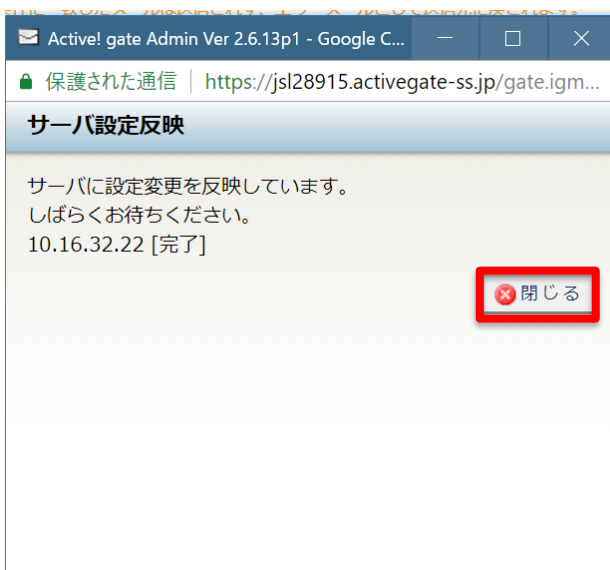 Active! gate Admin Ver 2.6.13p1 - Google C...
保護された通信 | https://jsl28915.activegate-ss.jp/gate.igm...
サーバ設定反映
サーバに設定変更を反映しています。
しばらくお待ちください。
10.16.32.22 [完了]
閉じる